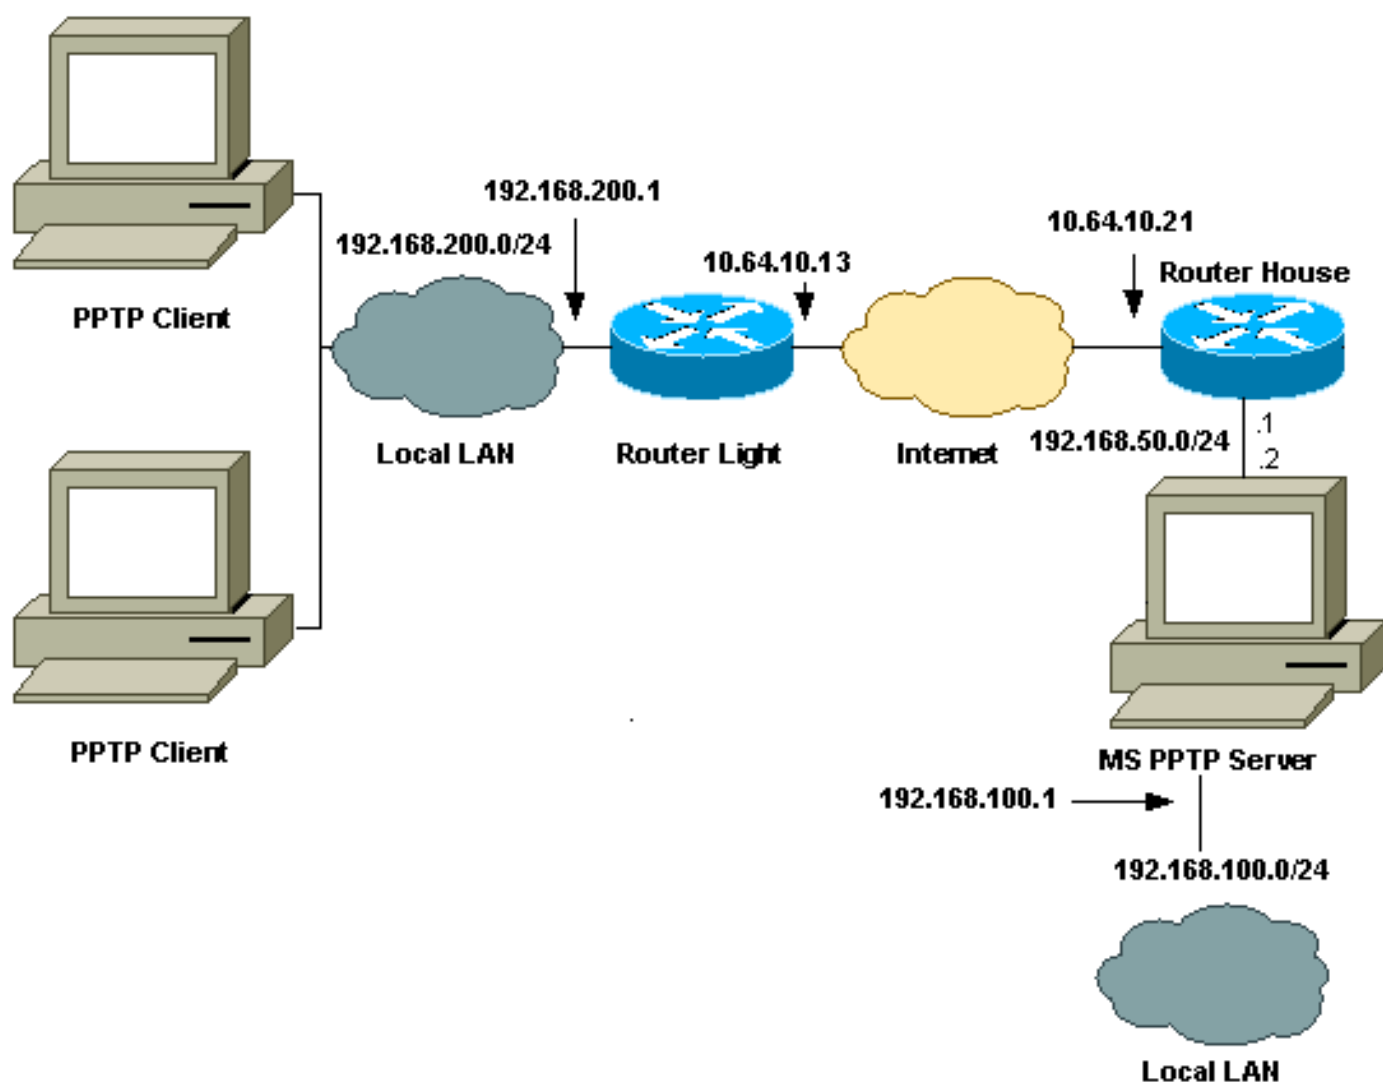 192.168.200.1
10.64.10.21
192.168.200.0/24
10.64.10.13
Router House
PPTP Client
Local LAN
Router Light
Internet
192.168.50.0/24
.1
.2
PPTP Client
MS PPTP Server
192.168.100.1
192.168.100.0/24
Local LAN